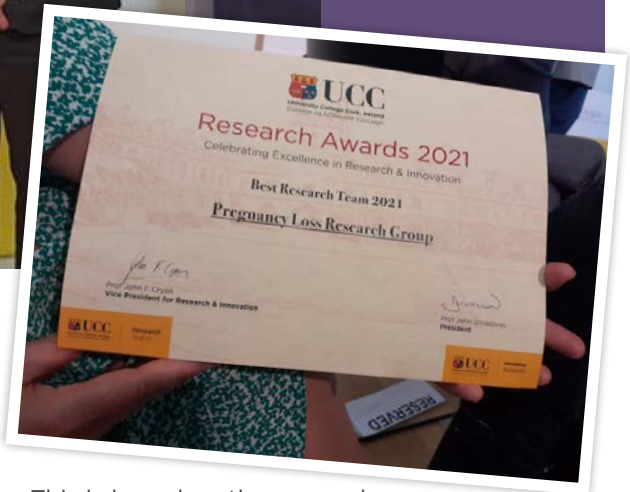 UCC
University College Cork, Ireland
Coláiste na hOllscoile Corcaigh
Research Awards 2021
Celebrating Excellence in Research & Innovation
Best Research Team 2021
Pregnancy Loss Research Group
John F. Cryan
Prof John F. Cryan
Vice President for Research & Innovation
Prof John O'Halloran
President
UCC
Research
UCC
RESERVED